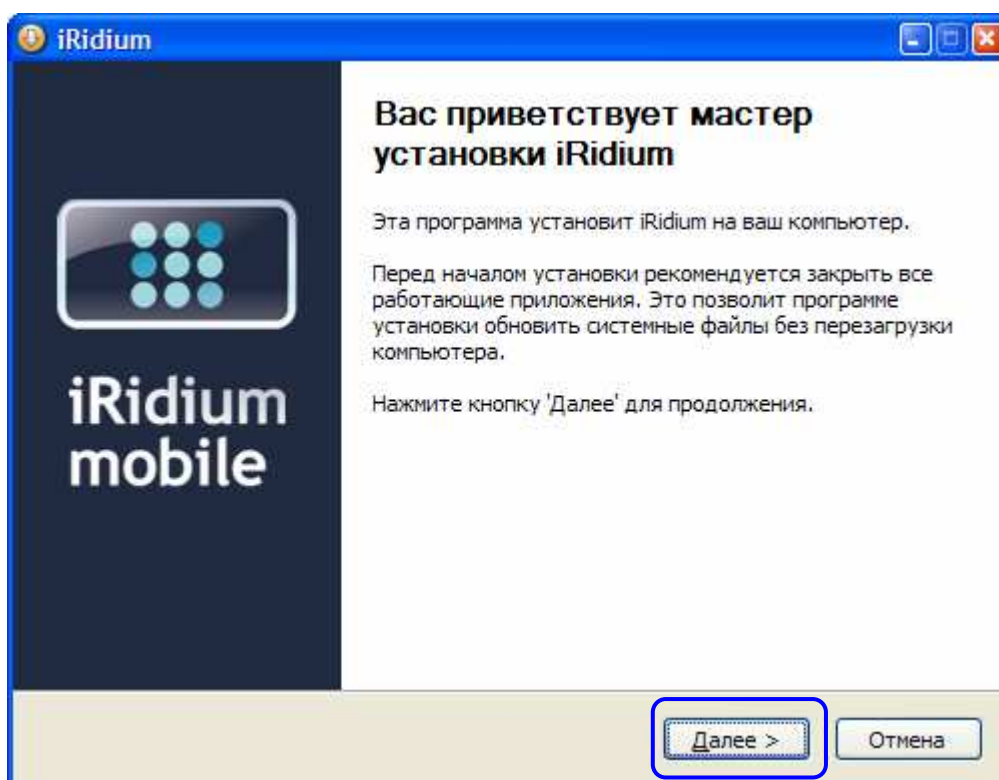 iRidium
Вас приветствует мастер
установки iRidium
Эта программа установит iRidium на ваш компьютер.
Перед началом установки рекомендуется закрыть все
работающие приложения. Это позволит программе
установки обновить системные файлы без перезагрузки
компьютера.
Нажмите кнопку 'Далее' для продолжения.
iRidium
mobile
Далее >
Отмена